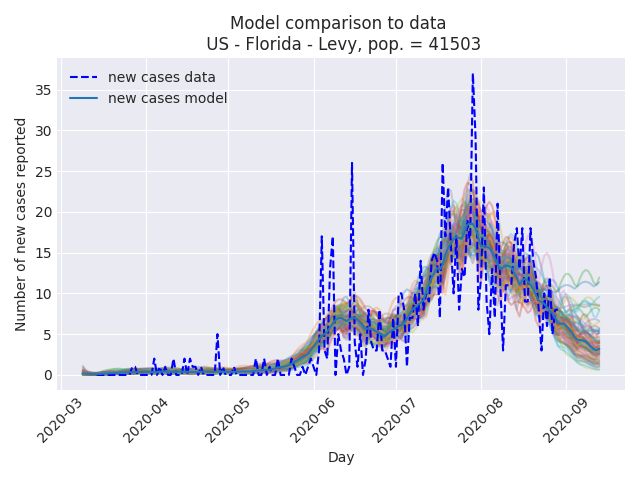 Model comparison to data
US - Florida - Levy, pop. = 41503
new cases data
new cases model
Number of new cases reported
35
30
25
20
15
10
5
0
2020-03
2020-04
2020-05
2020-06
2020-07
2020-08
2020-09
Day